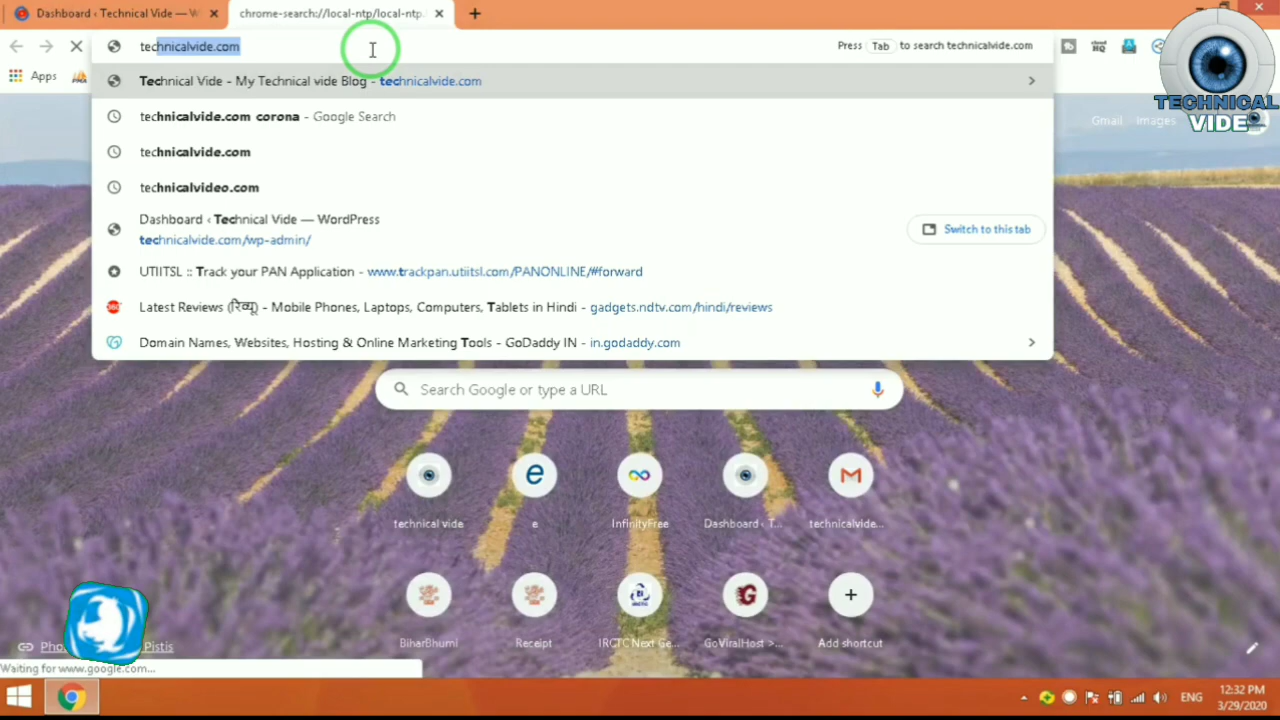 Dashboard ‹ Technical Vide — W
chrome-search://local-ntp/local-ntp.
technicalvide.com
Press Tab to search technicalvide.com
Apps
Technical Vide - My Technical vide Blog - technicalvide.com
technicalvide.com corona - Google Search
technicalvide.com
technicalvideo.com
Dashboard ‹ Technical Vide — WordPress
technicalvide.com/wp-admin/
Switch to this tab
UTIITSL :: Track your PAN Application - www.trackpan.utiitsl.com/PANONLINE/#forward
Latest Reviews (रिव्यू) - Mobile Phones, Laptops, Computers, Tablets in Hindi - gadgets.ndtv.com/hindi/reviews
Domain Names, Websites, Hosting & Online Marketing Tools - GoDaddy IN - in.godaddy.com
TECHNICAL
VIDE
Gmail Images
Search Google or type a URL
technical vide
e
InfinityFree
Dashboard ‹ T...
technicalvide...
BiharBhumi
Receipt
IRCTC Next Ge...
GoViralHost >...
Add shortcut
Pho
Pistis
Waiting for www.google.com...
ENG
12:32 PM
3/29/2020